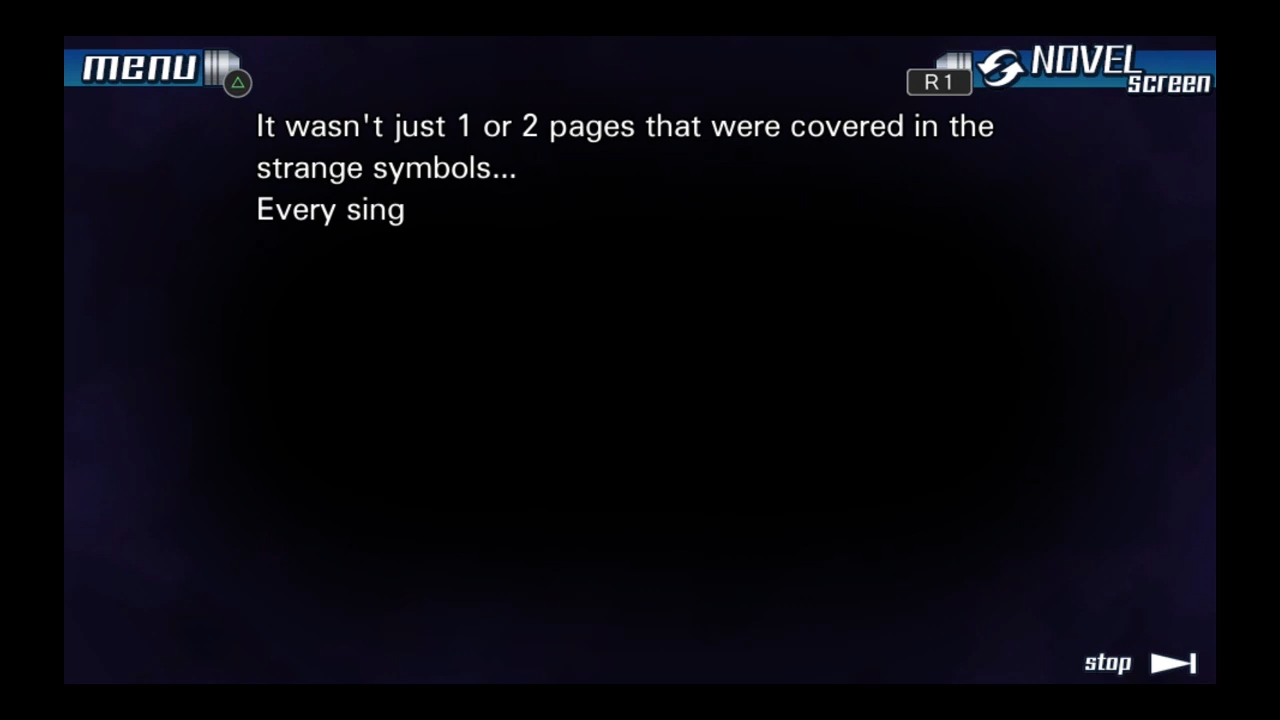 menu
R1
NOVEL
screen
It wasn't just 1 or 2 pages that were covered in the
strange symbols...
Every sing
stop